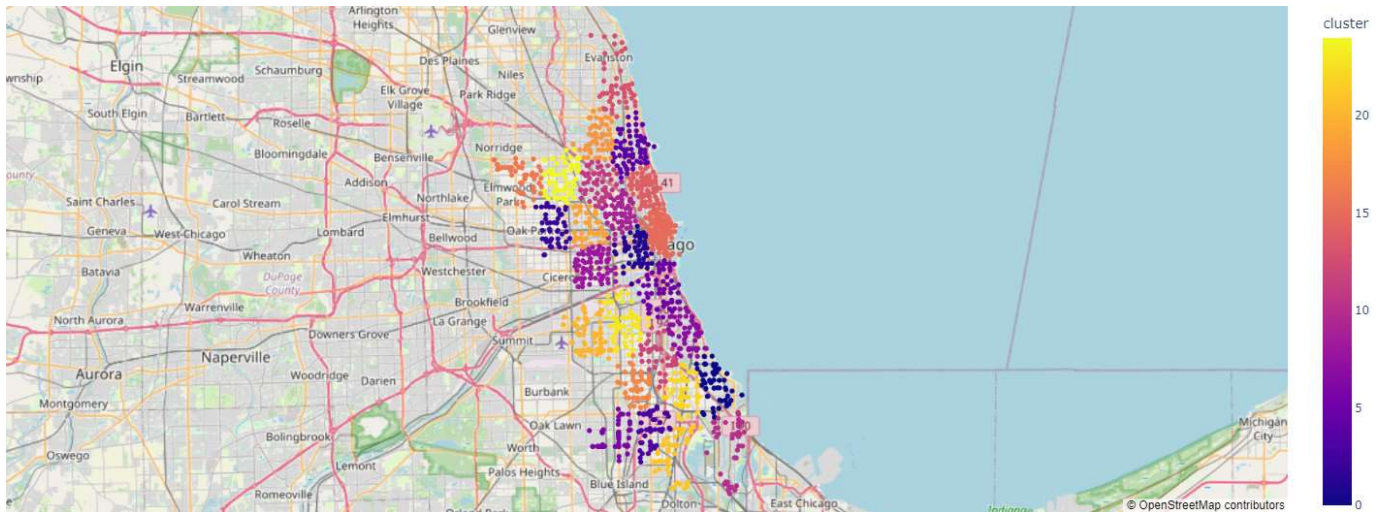 Arlington
Heights
Glenview
cluster
Elgin
Schaumburg
Des Plaines
Evanston
Niles
wnship
Streamwood
Elk Grove
Village
Park Ridge
South Elgin
Bartlett
Roselle
20
Norridge
Bloomingdale
Bensenville
ounty
Addison
Northlake
Elmwood
Park
41
Saint Charles
Carol Stream
Elmhurst
15
Geneva
West Chicago
Lombard
Bellwood
Oak Pa
ago
Wheaton
Batavia
DuPage
County
Westchester
Cicero
Warrenville
Brookfield
10
North Aurora
Downers Grove
La Grange
Naperville
Summit
Aurora
Woodridge
Darien
Burbank
Montgomery
5
Michigan
City
Bolingbrook
Oak Lawn
Worth
Oswego
Lemont
Palos Heights
Romeoville
Blue Island
Dolton
East Chicago
© OpenStreetMap contributors
0